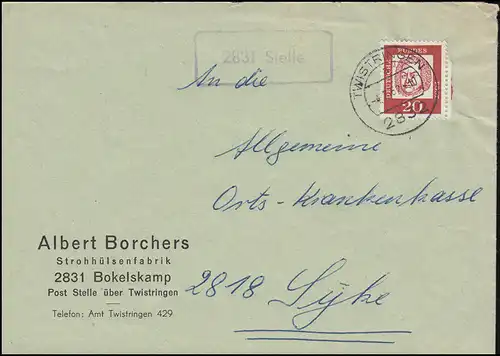 2831 Stelle
TWISTRINGEN
283
DEUTSCHE BUNDESPOST
20
An die
Allgemeine
Orts-Krankenkasse
2818 Syke
Albert Borchers
Strohhülsenfabrik
2831 Bokelskamp
Post Stelle über Twistringen
Telefon: Amt Twistringen 429